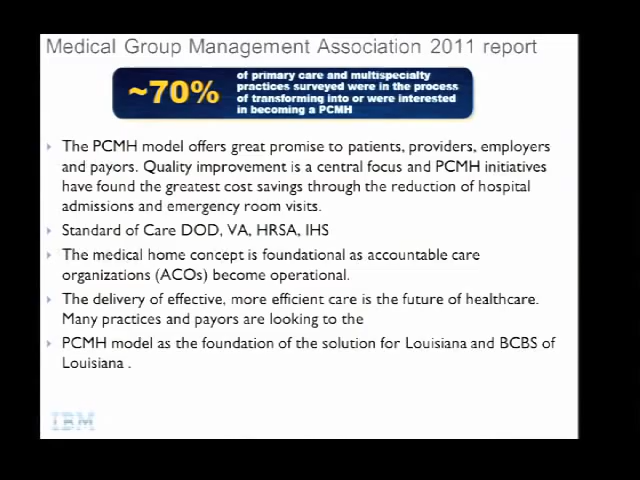 Medical Group Management Association 2011 report
~70%
of primary care and multispecialty
practices surveyed were in the process
of transforming into or were interested
in becoming a PCMH
The PCMH model offers great promise to patients, providers, employers
and payors. Quality improvement is a central focus and PCMH initiatives
have found the greatest cost savings through the reduction of hospital
admissions and emergency room visits.
Standard of Care DOD, VA, HRSA, IHS
The medical home concept is foundational as accountable care
organizations (ACOs) become operational.
The delivery of effective, more efficient care is the future of healthcare.
Many practices and payors are looking to the
PCMH model as the foundation of the solution for Louisiana and BCBS of
Louisiana .
IBM